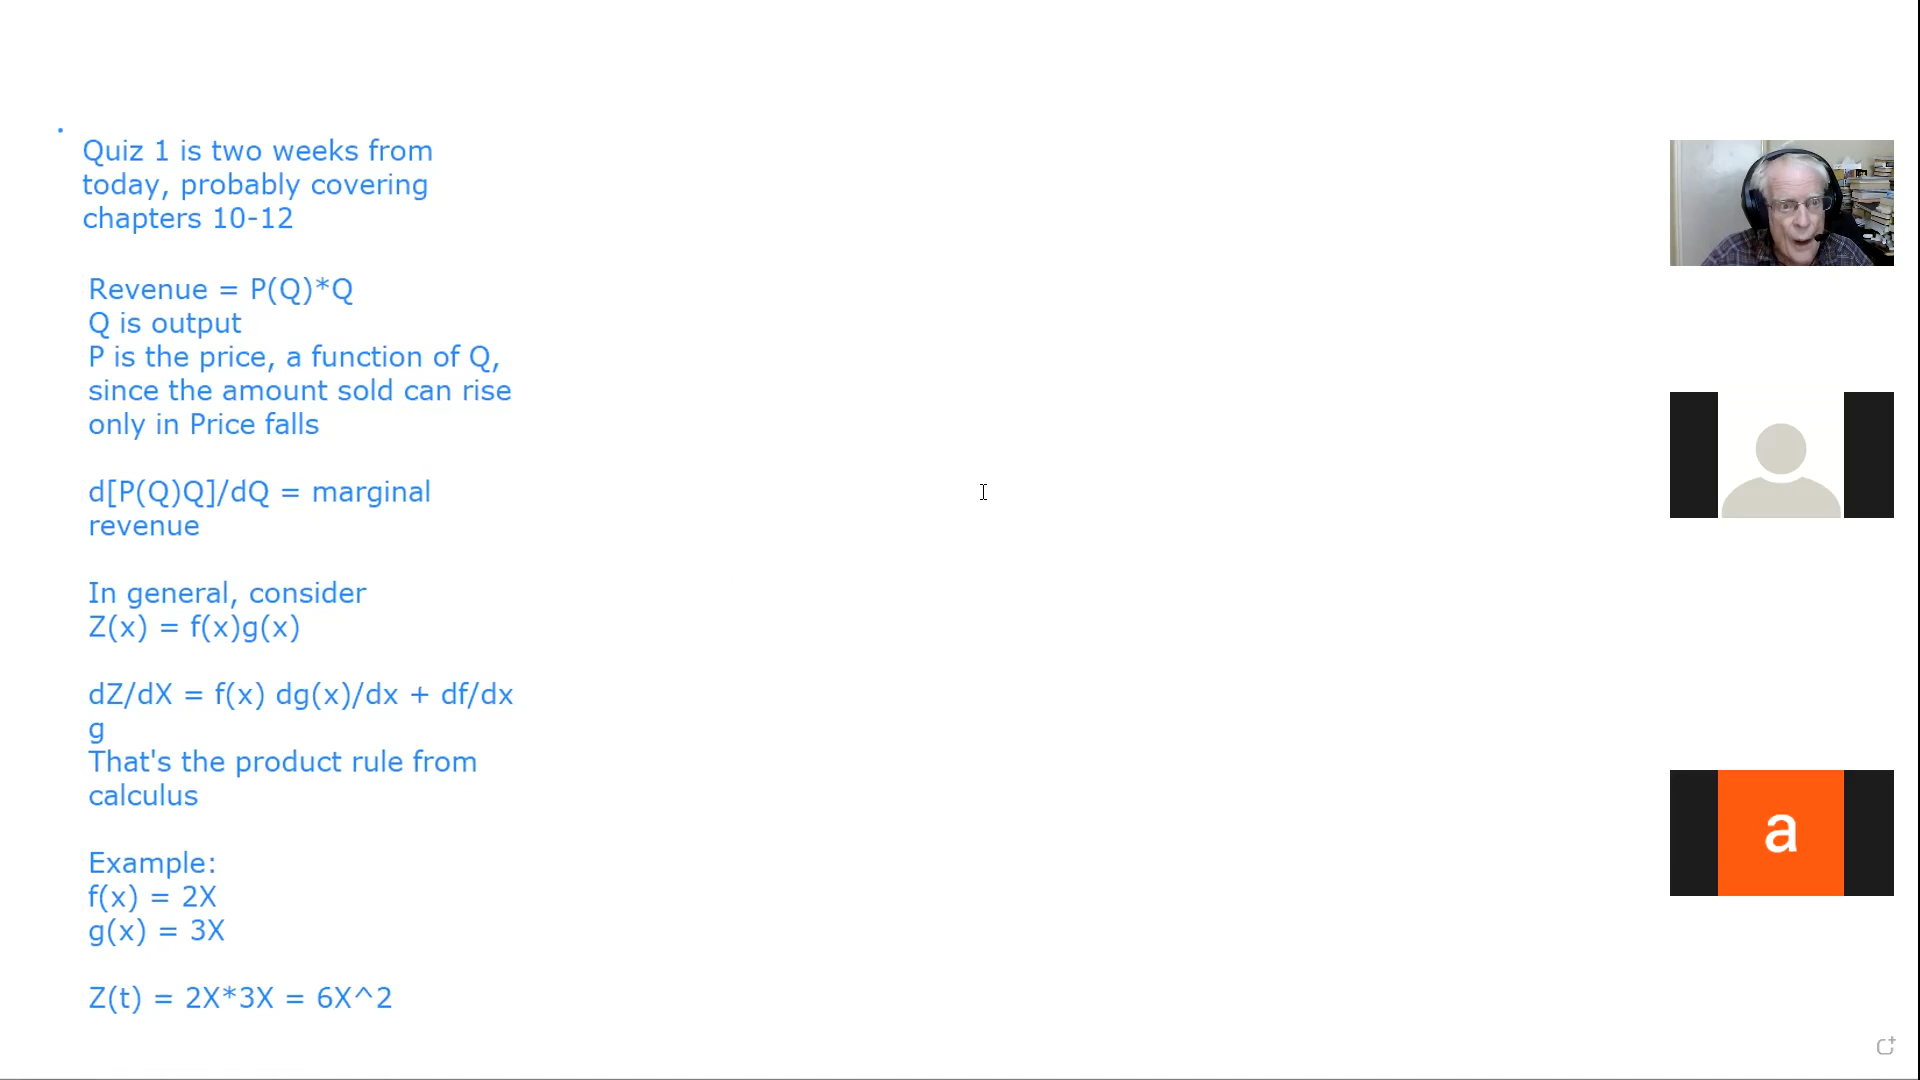 Quiz 1 is two weeks from
today, probably covering
chapters 10-12
Revenue = P(Q)*Q
Q is output
P is the price, a function of Q,
since the amount sold can rise
only in Price falls
d[P(Q)Q]/dQ = marginal
revenue
In general, consider
Z(x) = f(x)g(x)
dZ/dX = f(x) dg(x)/dx + df/dx
g
That's the product rule from
calculus
Example:
f(x) = 2X
g(x) = 3X
Z(t) = 2X*3X = 6X^2
a